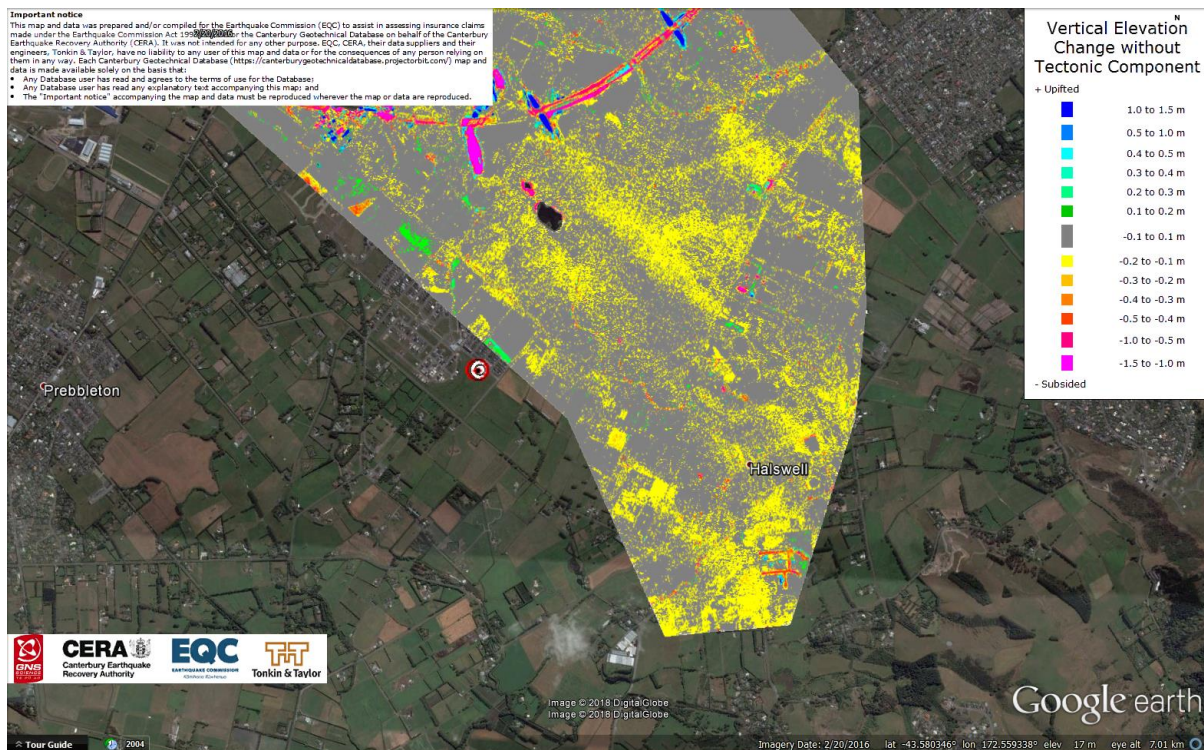 Important notice
This map and data was prepared and/or compiled for the Earthquake Commission (EQC) to assist in assessing insurance claims
made under the Earthquake Commission Act 199 for the Canterbury Geotechnical Database on behalf of the Canterbury
Earthquake Recovery Authority (CERA). It was not intended for any other purpose. EQC, CERA, their data suppliers and their
engineers, Tonkin & Taylor, have no liability to any user of this map and data or for the consequences of any person relying on
them in any way. Each Canterbury Geotechnical Database (https://canterburygeotechnicaldatabase.projectorbit.com/) map and
data is made available solely on the basis that:
• Any Database user has read and agrees to the terms of use for the Database;
• Any Database user has read any explanatory text accompanying this map; and
• The "Important notice" accompanying the map and data must be reproduced wherever the map or data are reproduced.
N
Vertical Elevation
Change without
Tectonic Component
+ Uplifted
1.0 to 1.5 m
0.5 to 1.0 m
0.4 to 0.5 m
0.3 to 0.4 m
0.2 to 0.3 m
0.1 to 0.2 m
-0.1 to 0.1 m
-0.2 to -0.1 m
-0.3 to -0.2 m
-0.4 to -0.3 m
-0.5 to -0.4 m
-1.0 to -0.5 m
-1.5 to -1.0 m
- Subsided
Prebbleton
Halswell
GNS
SCIENCE
CERA
Canterbury Earthquake
Recovery Authority
EQC
EARTHQUAKE COMMISSION
T+T
Tonkin & Taylor
Image © 2018 DigitalGlobe
Image © 2018 DigitalGlobe
Google earth
Tour Guide
2004
Imagery Date: 2/20/2016 lat -43.580346° lon 172.559338° elev 17 m eye alt 7.01 km